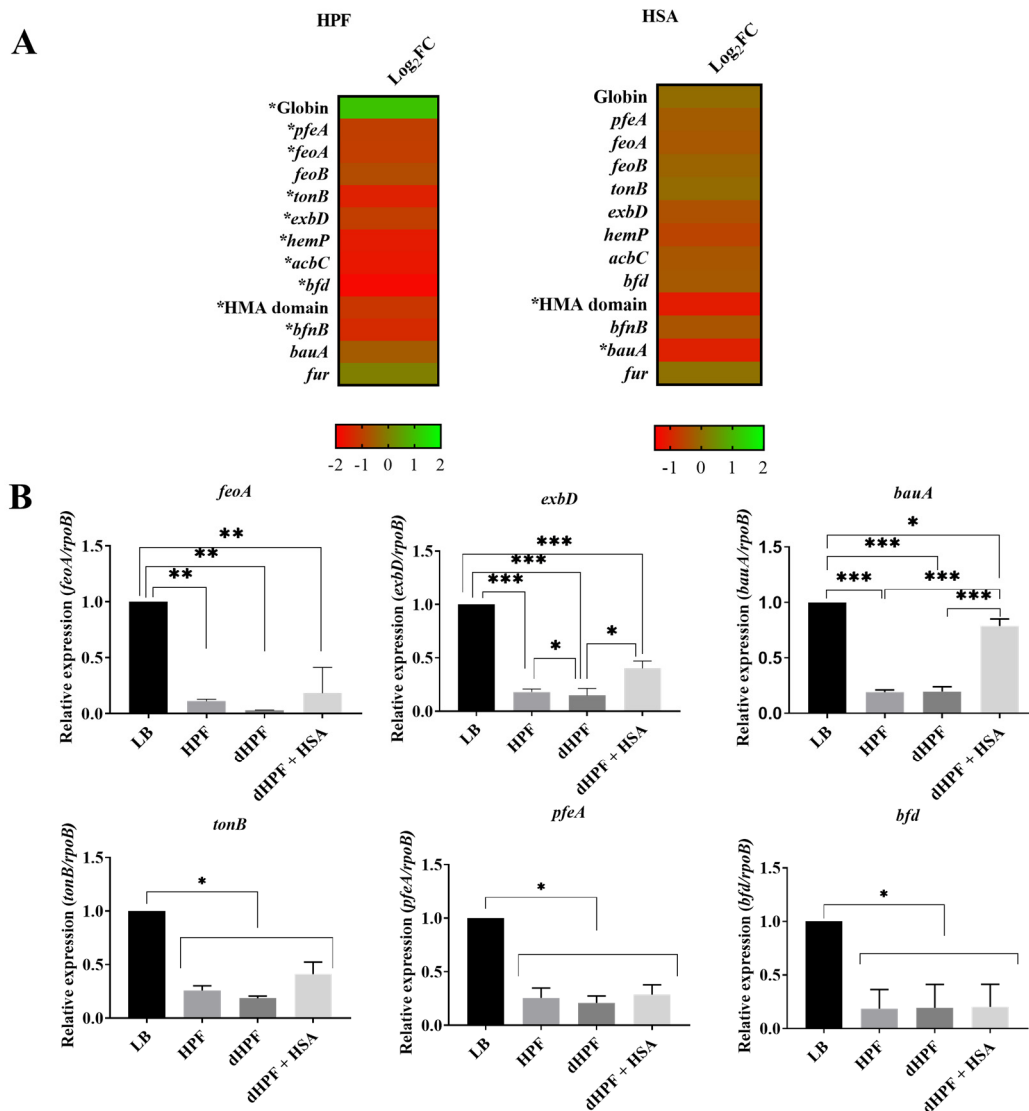 A
HPF
Log₂FC
*Globin
*pfeA
*feoA
feoB
*tonB
*exbD
*hemP
*acbC
*bfd
*HMA domain
*bfnB
bauA
fur
-2 -1 0 1 2
HSA
Log₂FC
Globin
pfeA
feoA
feoB
tonB
exbD
hemP
acbC
bfd
*HMA domain
bfnB
*bauA
fur
-1 0 1 2
B
feoA
Relative expression (feoA/rpoB)
1.5
1.0
0.5
0.0
**
**
**
LB
HPF
dHPF
dHPF + HSA
exbD
Relative expression (exbD/rpoB)
1.5
1.0
0.5
0.0
***
***
***
*
*
LB
HPF
dHPF
dHPF + HSA
bauA
Relative expression (bauA/rpoB)
1.5
1.0
0.5
0.0
*
***
***
***
***
LB
HPF
dHPF
dHPF + HSA
tonB
Relative expression (tonB/rpoB)
1.5
1.0
0.5
0.0
*
LB
HPF
dHPF
dHPF + HSA
pfeA
Relative expression (pfeA/rpoB)
1.5
1.0
0.5
0.0
*
LB
HPF
dHPF
dHPF + HSA
bfd
Relative expression (bfd/rpoB)
1.5
1.0
0.5
0.0
*
LB
HPF
dHPF
dHPF + HSA